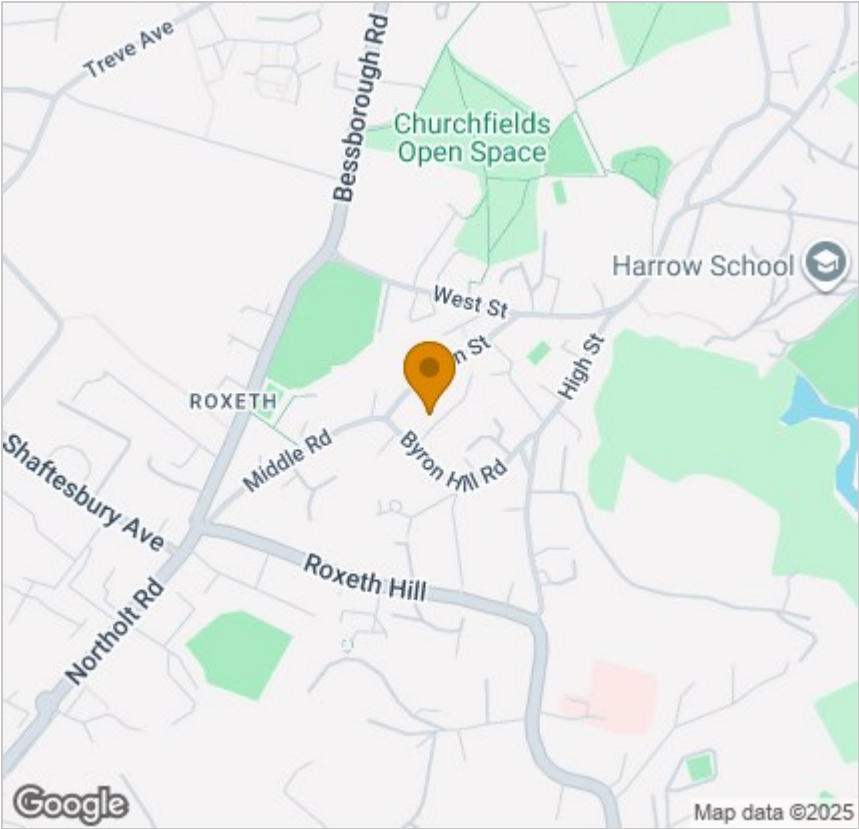 Treve Ave
Bessborough Rd
Churchfields
Open Space
Harrow School
West St
St
High St
ROXETH
Middle Rd
Byron Hill Rd
Shaftesbury Ave
Roxeth Hill
Northolt Rd
Google
Map data ©2025